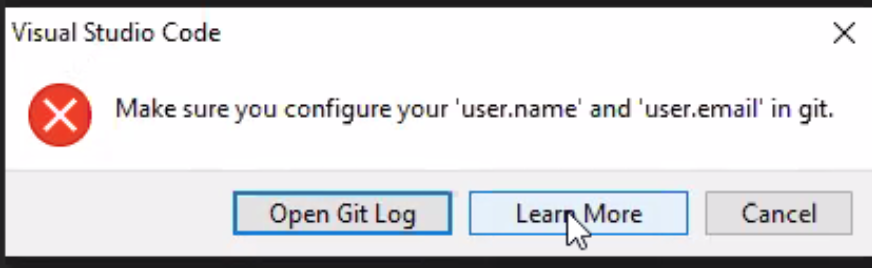 Visual Studio Code
Make sure you configure your 'user.name' and 'user.email' in git.
Open Git Log
Learn More
Cancel